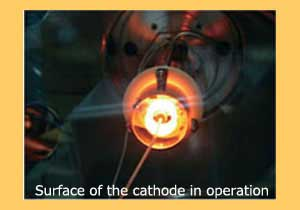 Surface of the cathode in operation